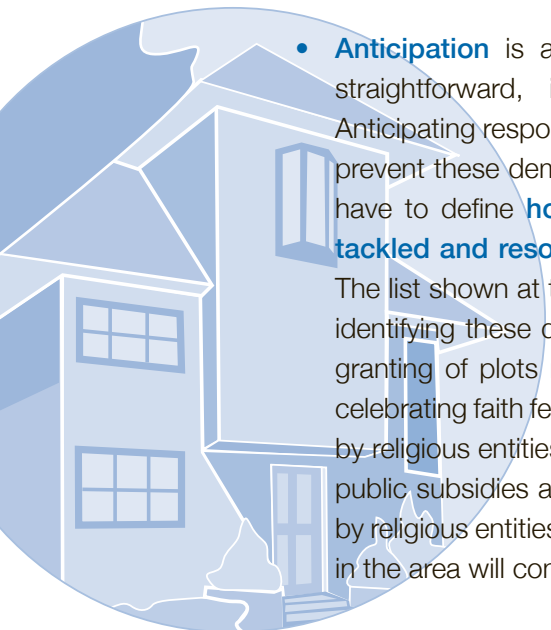 • Anticipation is a
straightforward, i
Anticipating respo
prevent these dem
have to define ho
tackled and reso
The list shown at t
identifying these d
granting of plots
celebrating faith fe
by religious entities
public subsidies a
by religious entities
in the area will con